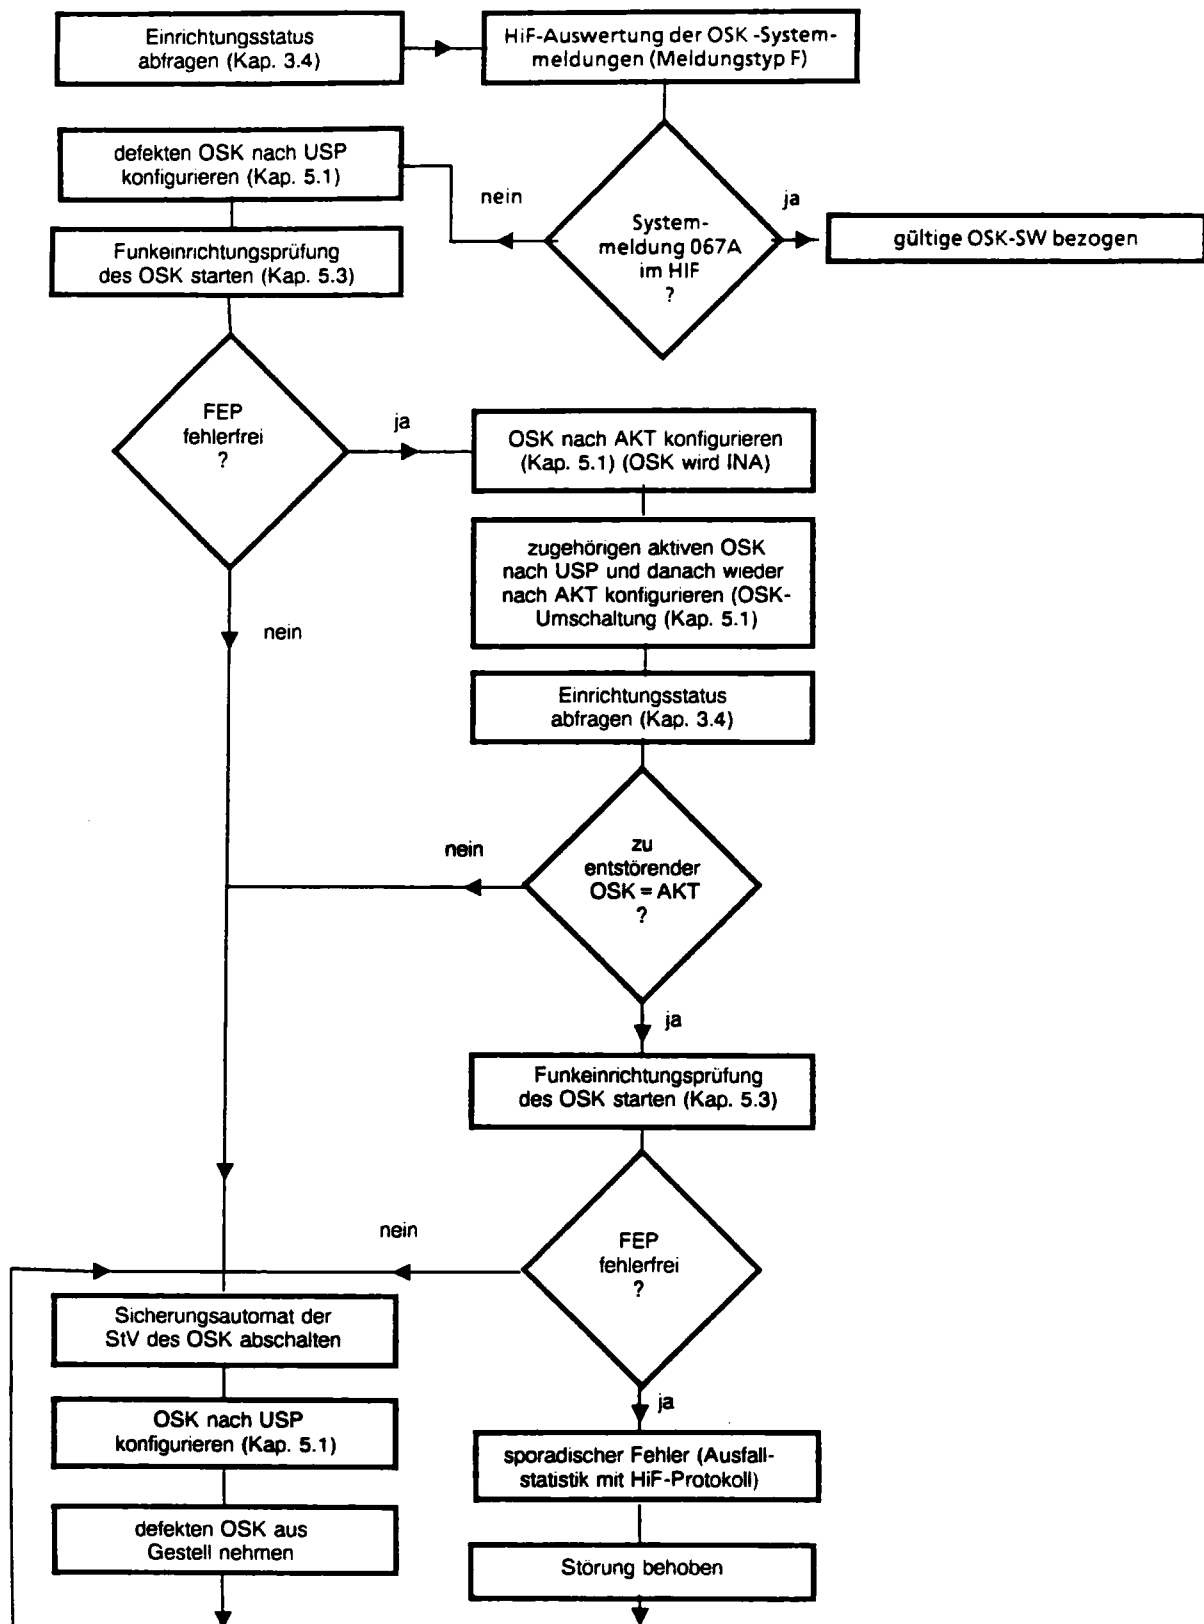 Einrichtungsstatus
abfragen (Kap. 3.4)
HiF-Auswertung der OSK -System-
meldungen (Meldungstyp F)
defekten OSK nach USP
konfigurieren (Kap. 5.1)
nein
ja
System-
meldung 067A
im HIF
?
gültige OSK-SW bezogen
Funkeinrichtungsprüfung
des OSK starten (Kap. 5.3)
FEP
fehlerfrei
?
ja
OSK nach AKT konfigurieren
(Kap. 5.1) (OSK wird INA)
zugehörigen aktiven OSK
nach USP und danach wieder
nach AKT konfigurieren (OSK-
Umschaltung (Kap. 5.1)
nein
Einrichtungsstatus
abfragen (Kap. 3.4)
nein
zu
entstörender
OSK = AKT
?
ja
Funkeinrichtungsprüfung
des OSK starten (Kap. 5.3)
nein
FEP
fehlerfrei
?
Sicherungsautomat der
StV des OSK abschalten
ja
OSK nach USP
konfigurieren (Kap. 5.1)
sporadischer Fehler (Ausfall-
statistik mit HiF-Protokoll)
defekten OSK aus
Gestell nehmen
Störung behoben